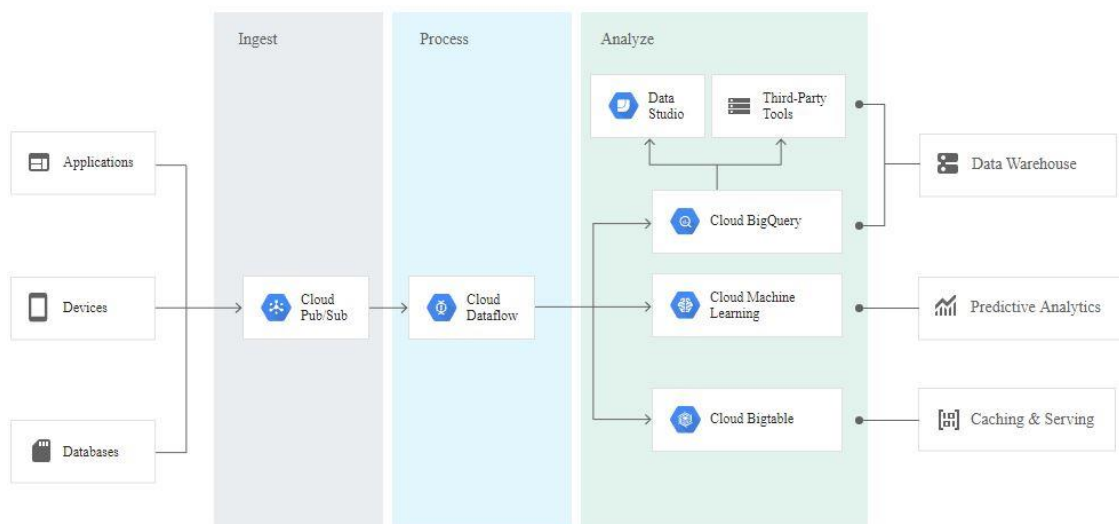 Ingest
Process
Analyze
Data
Studio
Third-Party
Tools
Applications
Data Warehouse
Cloud BigQuery
Devices
Cloud
Pub/Sub
Cloud
Dataflow
Cloud Machine
Learning
Predictive Analytics
Databases
Cloud Bigtable
Caching & Serving